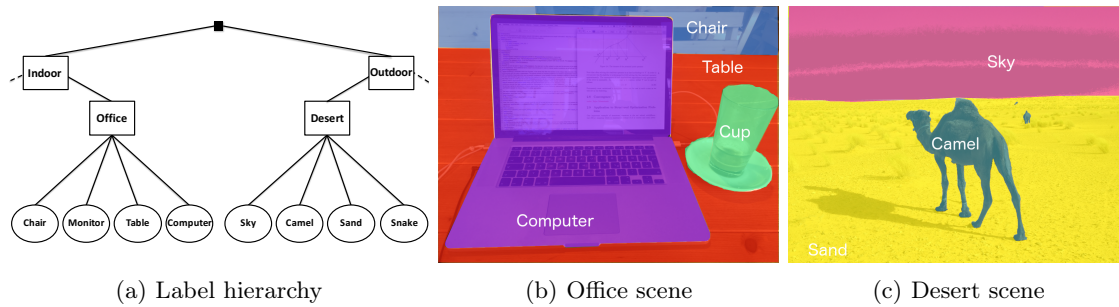 Indoor
Outdoor
Office
Desert
Chair
Monitor
Table
Computer
Sky
Camel
Sand
Snake
(a) Label hierarchy
Chair
Table
Cup
Computer
(b) Office scene
Sky
Camel
Sand
(c) Desert scene